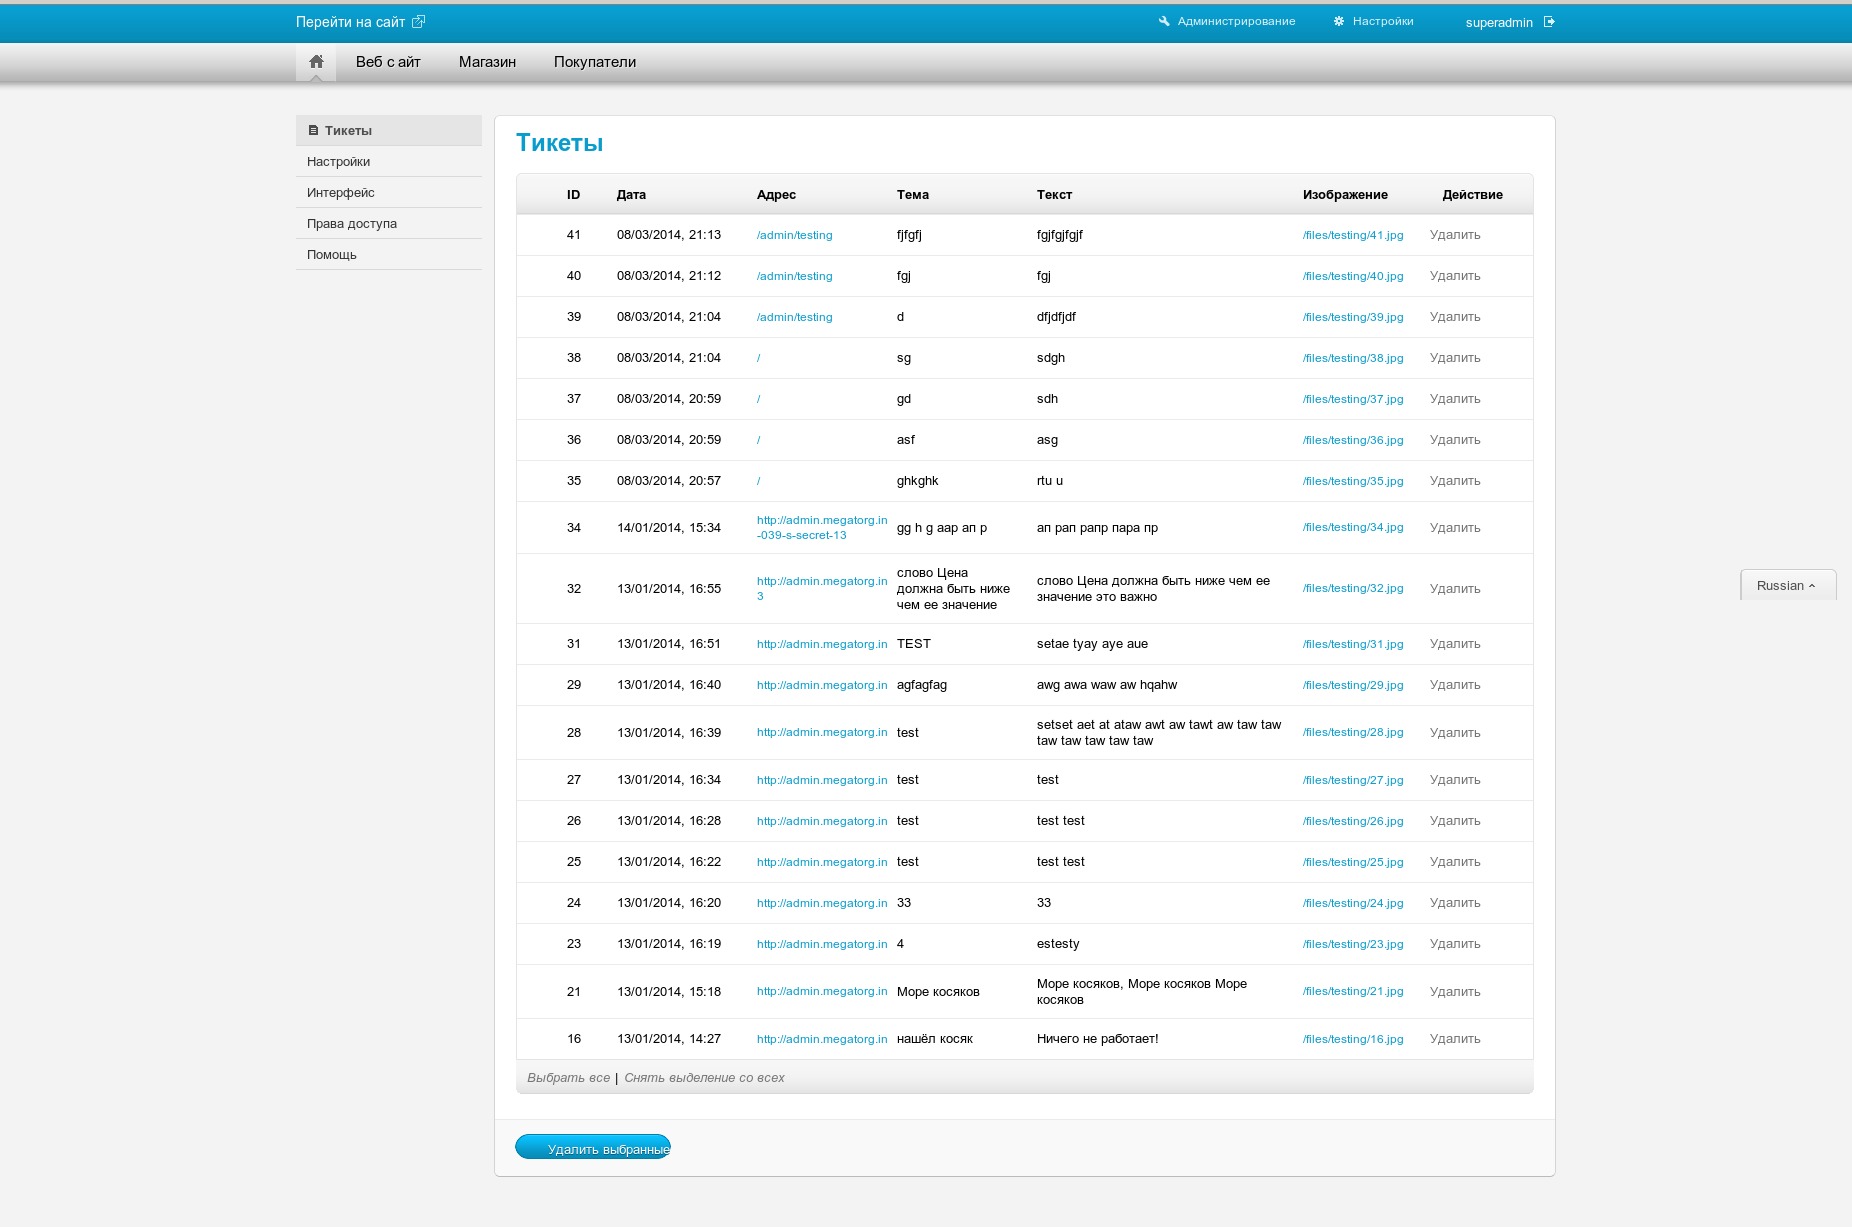 Перейти на сайт Администрирование Настройки superadmin
Веб с айт Магазин Покупатели
Тикеты
Настройки
Интерфейс
Права доступа
Помощь
Тикеты
ID Дата Адрес Тема Текст Изображение Действие
41 08/03/2014, 21:13 /admin/testing fjfgfj fgjfgjfgjf /files/testing/41.jpg Удалить
40 08/03/2014, 21:12 /admin/testing fgj fgj /files/testing/40.jpg Удалить
39 08/03/2014, 21:04 /admin/testing d dfjdfjdf /files/testing/39.jpg Удалить
38 08/03/2014, 21:04 / sg sdgh /files/testing/38.jpg Удалить
37 08/03/2014, 20:59 / gd sdh /files/testing/37.jpg Удалить
36 08/03/2014, 20:59 / asf asg /files/testing/36.jpg Удалить
35 08/03/2014, 20:57 / ghkghk rtu u /files/testing/35.jpg Удалить
34 14/01/2014, 15:34 http://admin.megatorg.in
-039-s-secret-13 gg h g аар ап р ап рап рапр пара пр /files/testing/34.jpg Удалить
32 13/01/2014, 16:55 http://admin.megatorg.in
3 слово Цена
должна быть ниже
чем ее значение слово Цена должна быть ниже чем ее
значение это важно /files/testing/32.jpg Удалить
31 13/01/2014, 16:51 http://admin.megatorg.in TEST setae tyay aye aue /files/testing/31.jpg Удалить
29 13/01/2014, 16:40 http://admin.megatorg.in agfagfag awg awa waw aw hqahw /files/testing/29.jpg Удалить
28 13/01/2014, 16:39 http://admin.megatorg.in test setset aet at ataw awt aw tawt aw taw taw
taw taw taw taw taw /files/testing/28.jpg Удалить
27 13/01/2014, 16:34 http://admin.megatorg.in test test /files/testing/27.jpg Удалить
26 13/01/2014, 16:28 http://admin.megatorg.in test test test /files/testing/26.jpg Удалить
25 13/01/2014, 16:22 http://admin.megatorg.in test test test /files/testing/25.jpg Удалить
24 13/01/2014, 16:20 http://admin.megatorg.in 33 33 /files/testing/24.jpg Удалить
23 13/01/2014, 16:19 http://admin.megatorg.in 4 estesty /files/testing/23.jpg Удалить
21 13/01/2014, 15:18 http://admin.megatorg.in Море косяков Море косяков, Море косяков Море
косяков /files/testing/21.jpg Удалить
16 13/01/2014, 14:27 http://admin.megatorg.in нашёл косяк Ничего не работает! /files/testing/16.jpg Удалить
Выбрать все | Снять выделение со всех
Удалить выбранные
Russian